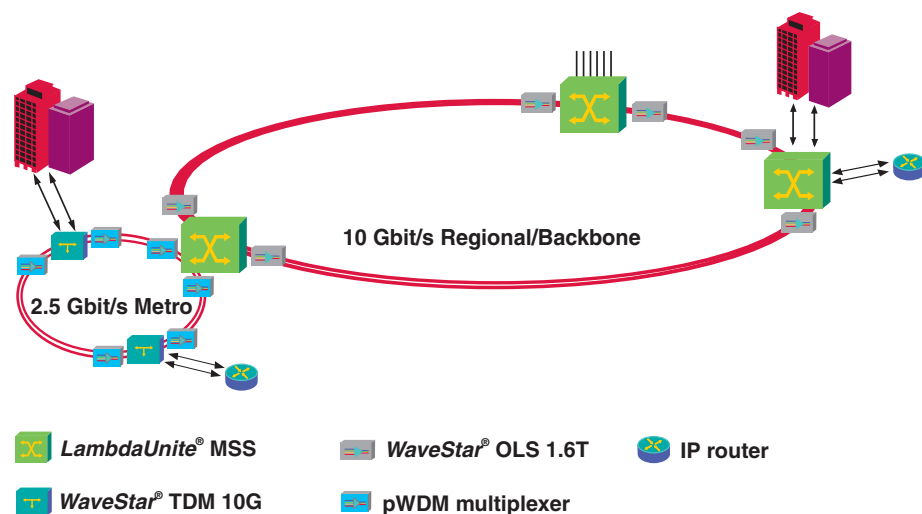 10 Gbit/s Regional/Backbone
2.5 Gbit/s Metro
LambdaUnite® MSS
WaveStar® OLS 1.6T
IP router
WaveStar® TDM 10G
pWDM multiplexer